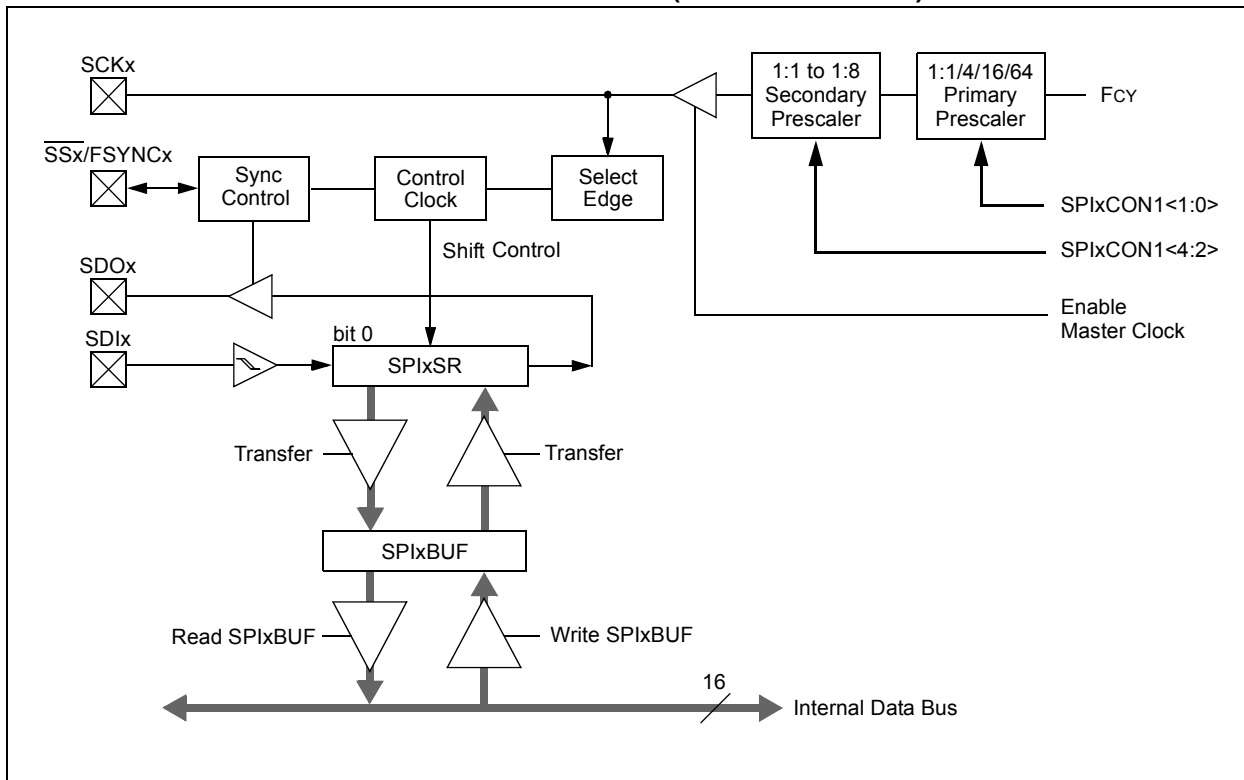 SCKx
SSx/FSYNCx
SDOx
SDIx
Sync
Control
Control
Clock
Select
Edge
1:1 to 1:8
Secondary
Prescaler
1:1/4/16/64
Primary
Prescaler
FCY
SPIxCON1<1:0>
SPIxCON1<4:2>
Enable
Master Clock
Shift Control
bit 0
SPIxSR
Transfer
Transfer
SPIxBUF
Read SPIxBUF
Write SPIxBUF
16
Internal Data Bus